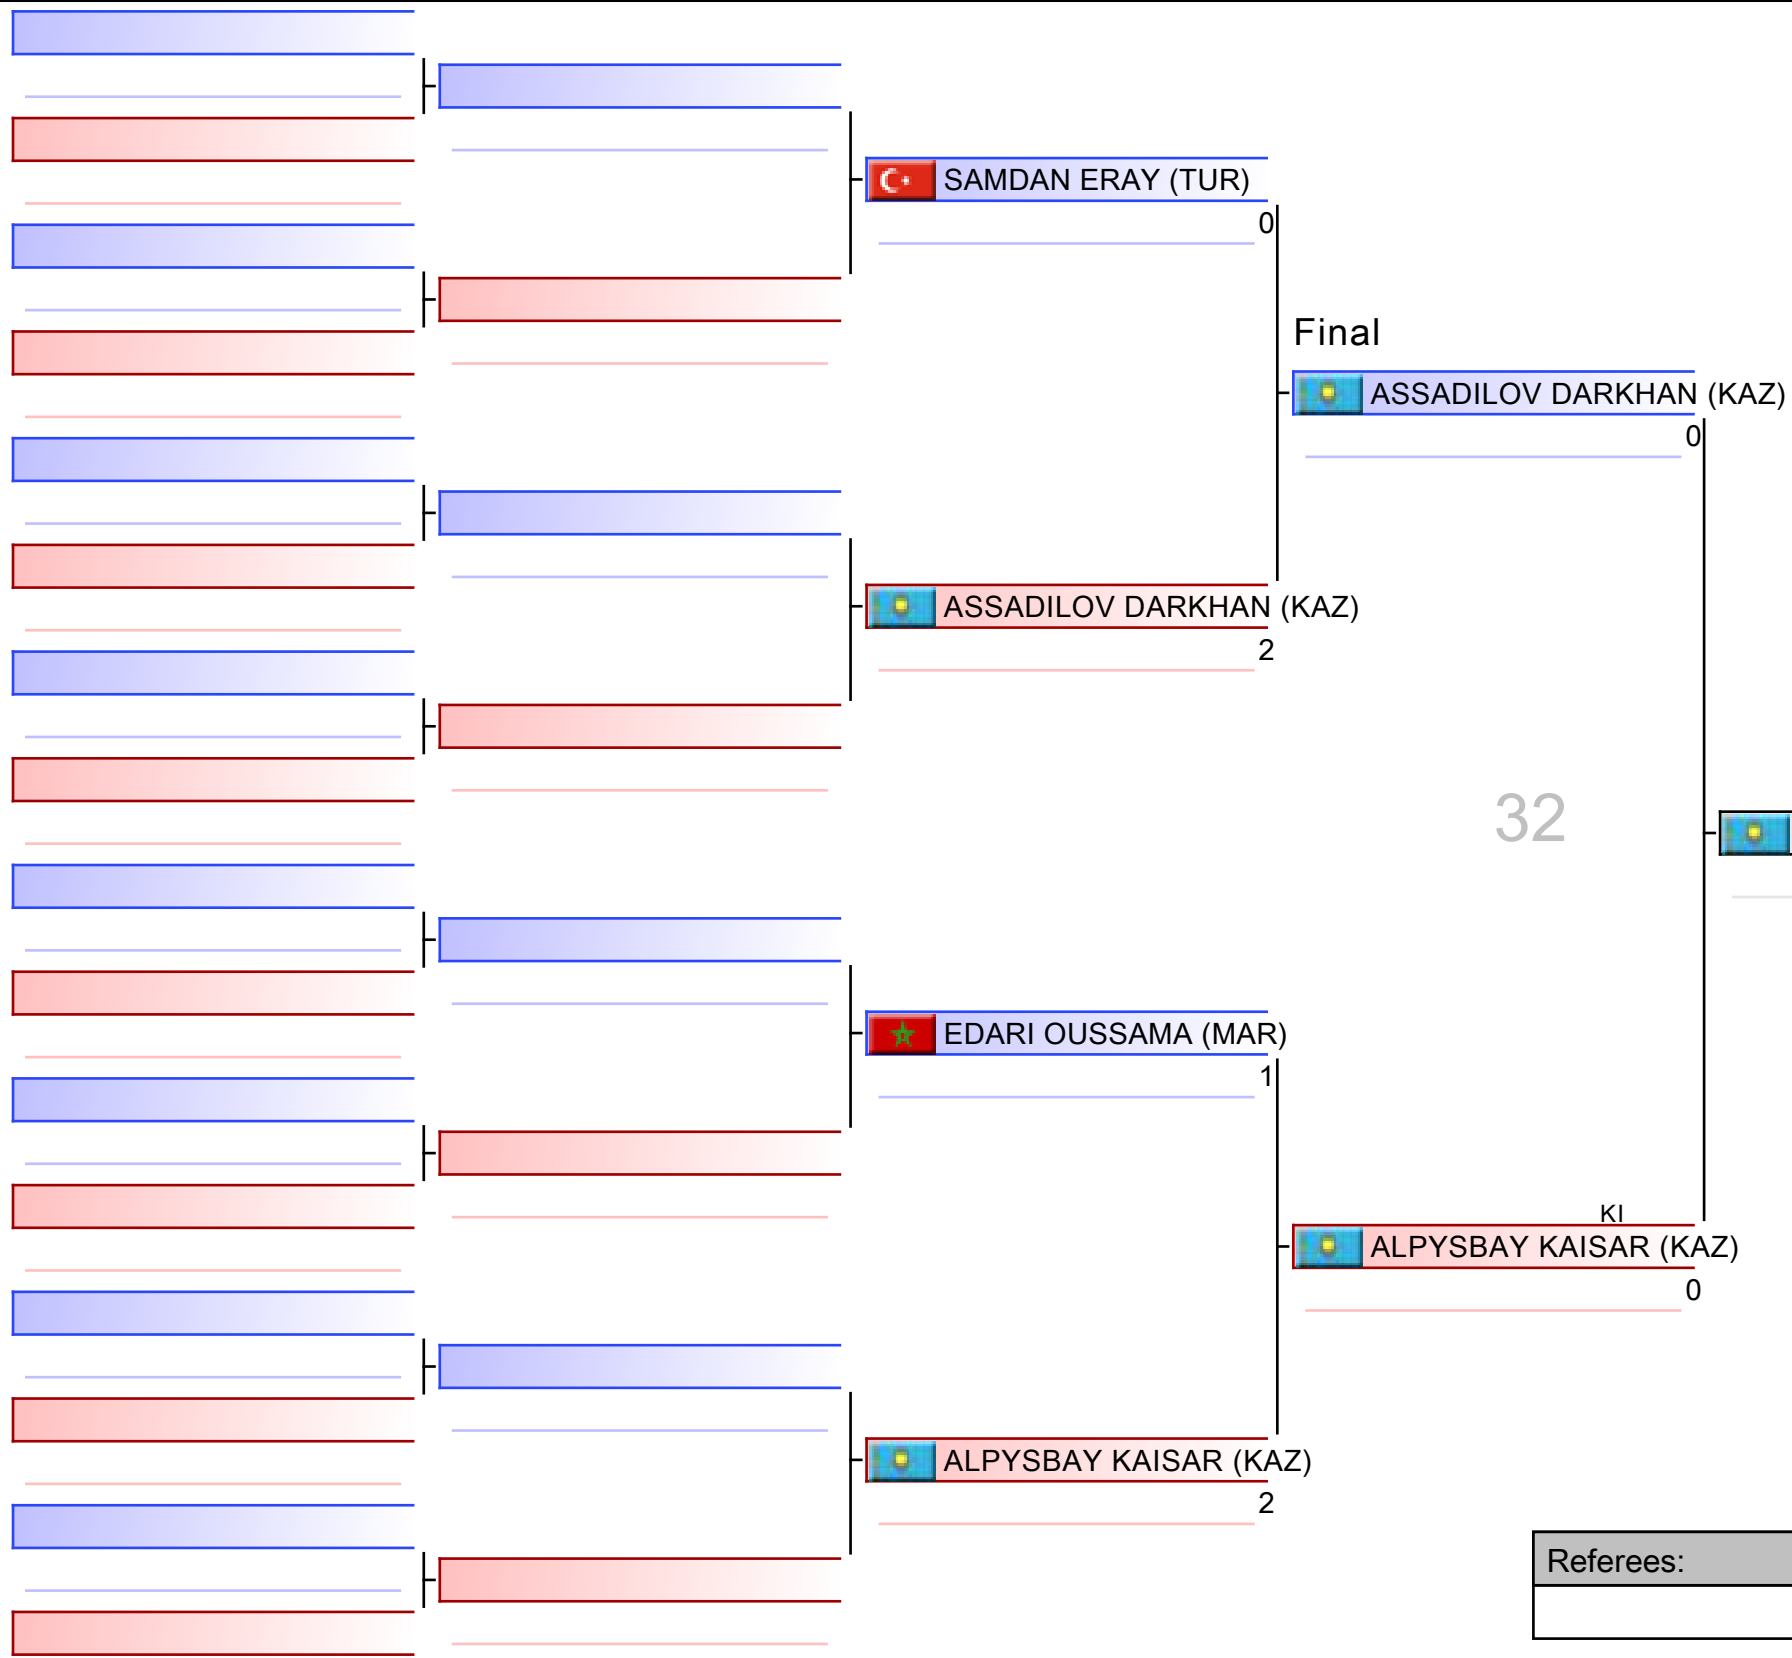 SAMDAN ERAY (TUR)
0
Final
ASSADILOV DARKHAN (KAZ)
0
ASSADILOV DARKHAN (KAZ)
2
32
EDARI OUSSAMA (MAR)
1
KI
ALPYSBAY KAISAR (KAZ)
0
ALPYSBAY KAISAR (KAZ)
2
Referees: